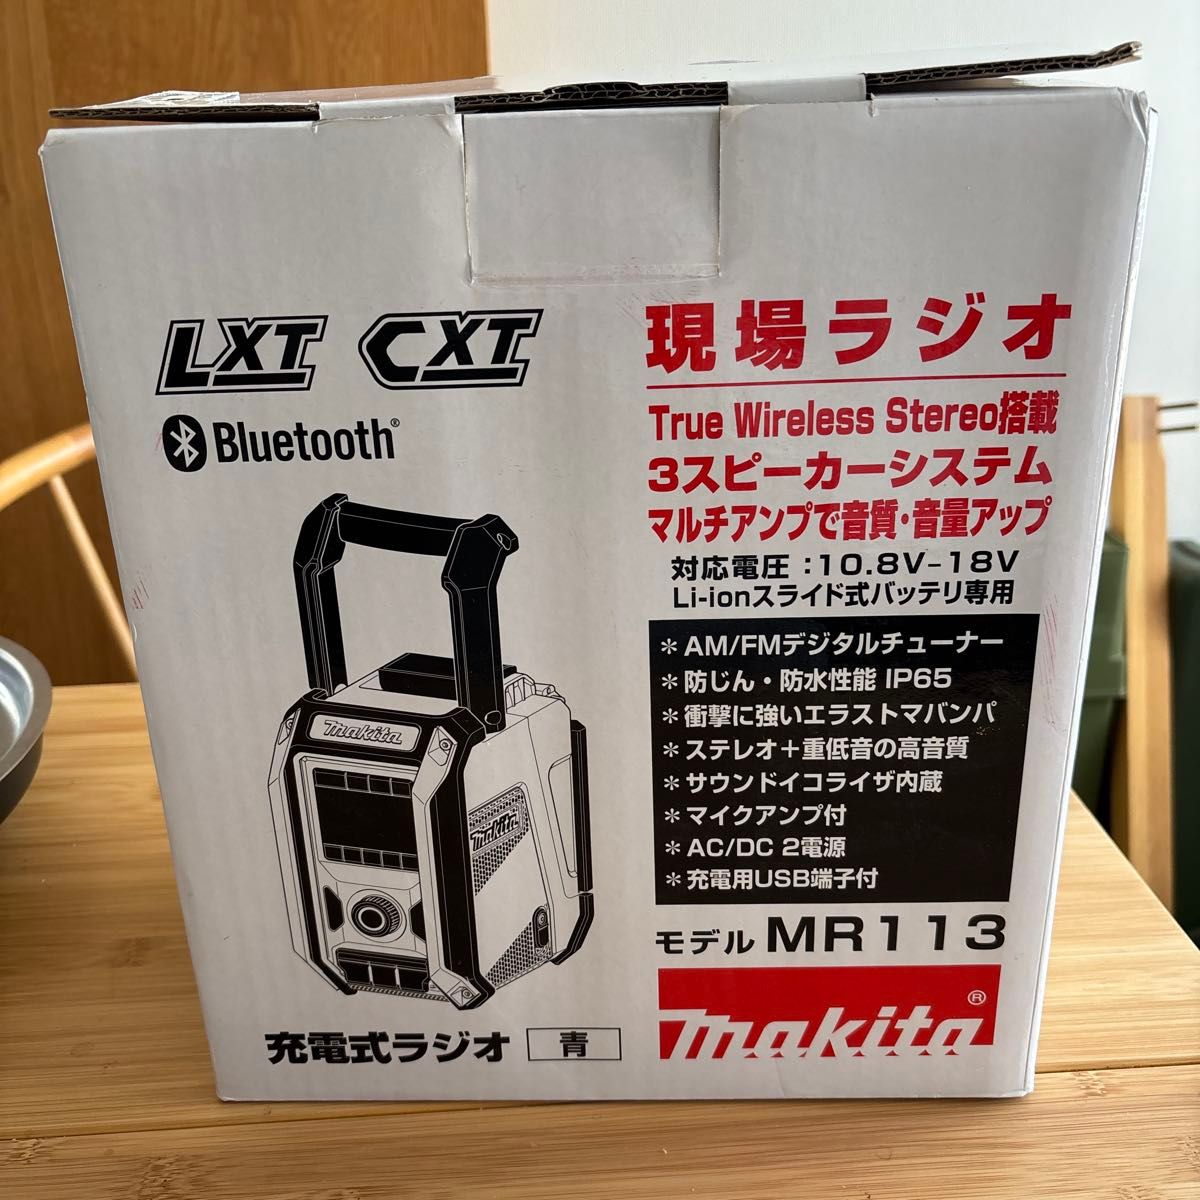 LXT CXT
Bluetooth®
makita
makita
充電式ラジオ 青
現場ラジオ
True Wireless Stereo搭載
3スピーカーシステム
マルチアンプで音質・音量アップ
対応電圧：10.8V-18V
Li-ionスライド式バッテリ専用
＊AM/FMデジタルチューナー
＊防じん・防水性能 IP65
＊衝撃に強いエラストマバンパ
＊ステレオ＋重低音の高音質
＊サウンドイコライザ内蔵
＊マイクアンプ付
＊AC/DC 2電源
＊充電用USB端子付
モデル MR113
makita®